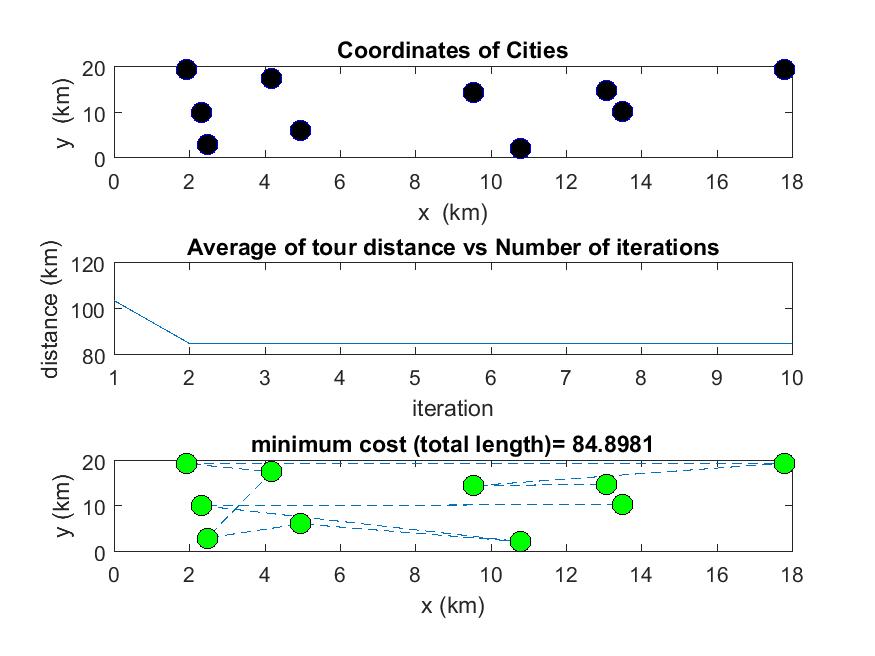 Coordinates of Cities
20
10
0
y  (km)
0 2 4 6 8 10 12 14 16 18
x  (km)
Average of tour distance vs Number of iterations
120
100
80
distance (km)
1 2 3 4 5 6 7 8 9 10
iteration
minimum cost (total length)= 84.8981
20
10
0
y (km)
0 2 4 6 8 10 12 14 16 18
x (km)